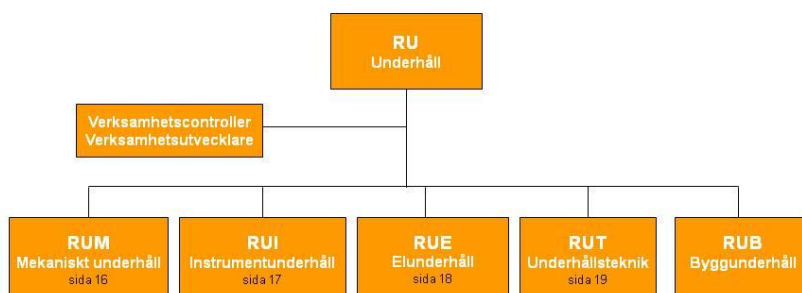 RU
Underhåll
Verksamhetscontroller
Verksamhetsutvecklare
RUM
Mekaniskt underhåll
sida 16
RUI
Instrumentunderhåll
sida 17
RUE
Elunderhåll
sida 18
RUT
Underhållsteknik
sida 19
RUB
Byggunderhåll